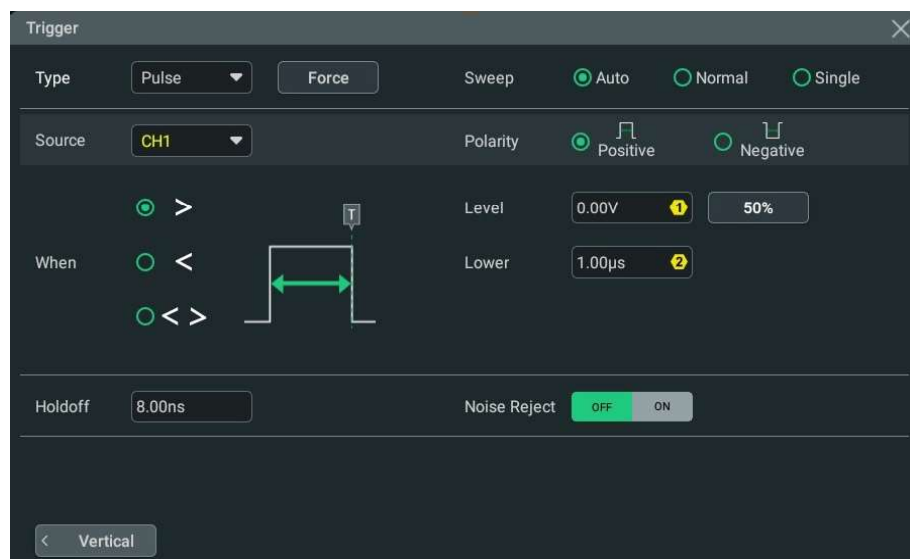 Trigger
Type Pulse Force Sweep Auto Normal Single
Source CH1 Polarity Positive Negative
> T Level 0.00V 1 50%
When < Lower 1.00µs 2
< >
Holdoff 8.00ns Noise Reject OFF ON
< Vertical